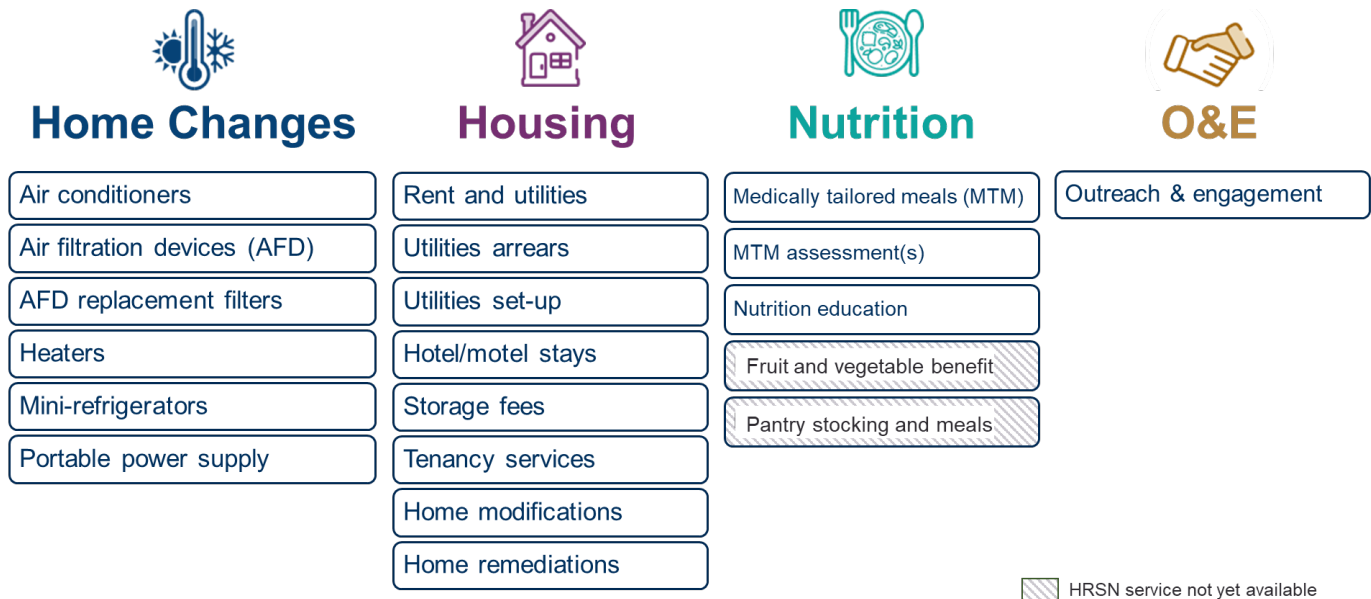 Home Changes
Air conditioners
Air filtration devices (AFD)
AFD replacement filters
Heaters
Mini-refrigerators
Portable power supply
Housing
Rent and utilities
Utilities arrears
Utilities set-up
Hotel/motel stays
Storage fees
Tenancy services
Home modifications
Home remediations
Nutrition
Medically tailored meals (MTM)
MTM assessment(s)
Nutrition education
Fruit and vegetable benefit
Pantry stocking and meals
O&E
Outreach & engagement
HRSN service not yet available